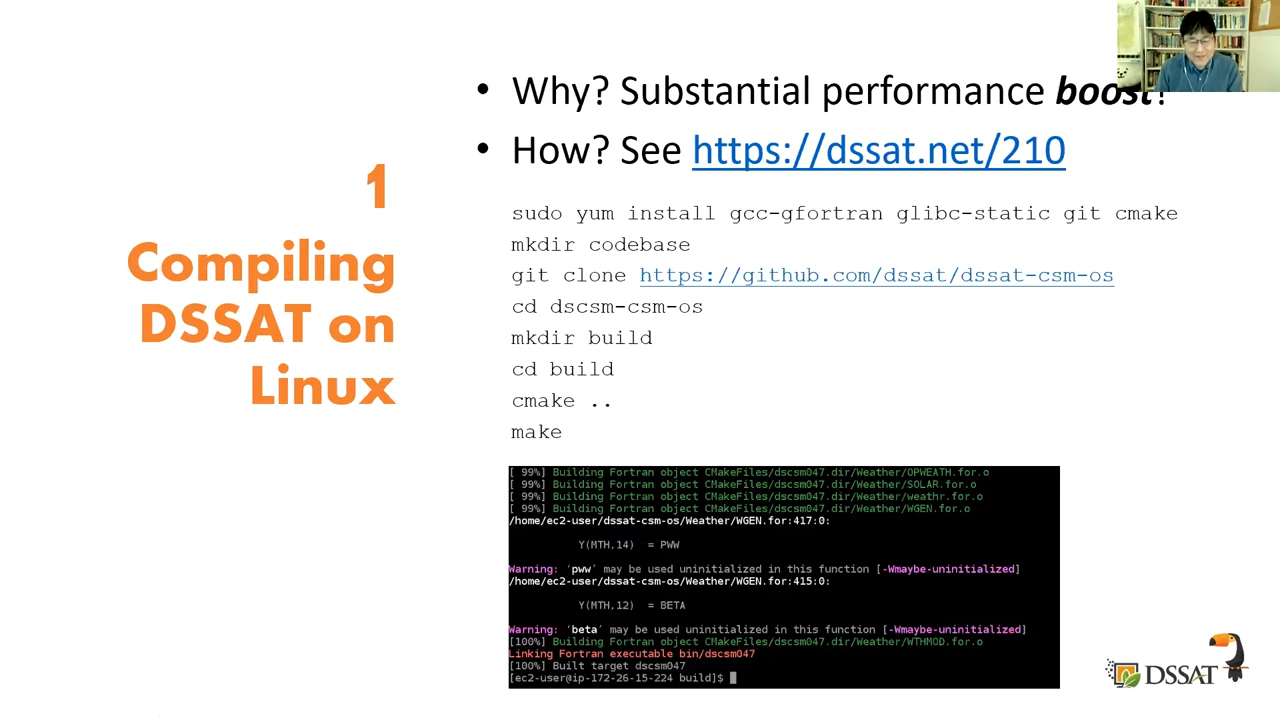 1
Compiling
DSSAT on
Linux
• Why? Substantial performance boost!
• How? See https://dssat.net/210
sudo yum install gcc-gfortran glibc-static git cmake
mkdir codebase
git clone https://github.com/dssat/dssat-csm-os
cd dscsm-csm-os
mkdir build
cd build
cmake ..
make
[ 99%] Building Fortran object CMakeFiles/dscsm047.dir/Weather/OPWEATH.for.o
[ 99%] Building Fortran object CMakeFiles/dscsm047.dir/Weather/SOLAR.for.o
[ 99%] Building Fortran object CMakeFiles/dscsm047.dir/Weather/weathr.for.o
[ 99%] Building Fortran object CMakeFiles/dscsm047.dir/Weather/WGEN.for.o
/home/ec2-user/dssat-csm-os/Weather/WGEN.for:417:0:
Y(MTH,14) = PWW
Warning: ‘pww’ may be used uninitialized in this function [-Wmaybe-uninitialized]
/home/ec2-user/dssat-csm-os/Weather/WGEN.for:415:0:
Y(MTH,12) = BETA
Warning: ‘beta’ may be used uninitialized in this function [-Wmaybe-uninitialized]
[100%] Building Fortran object CMakeFiles/dscsm047.dir/Weather/WTHMOD.for.o
Linking Fortran executable bin/dscsm047
[100%] Built target dscsm047
[ec2-user@ip-172-26-15-224 build]$
DSSAT